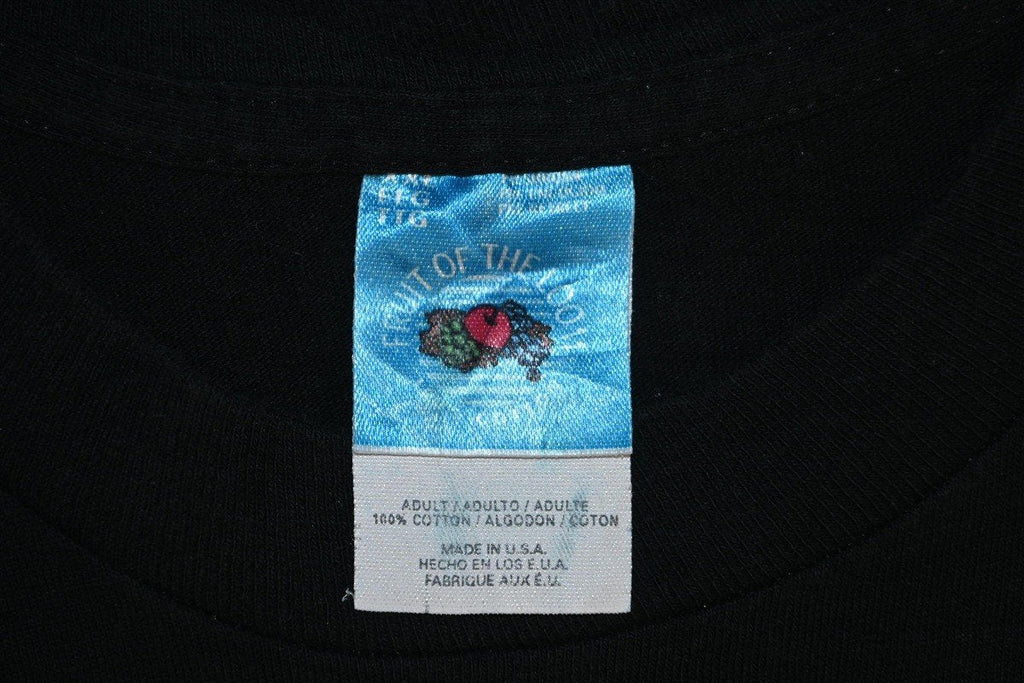 FRUIT OF THE LOOM
ADULT / ADULTO / ADULTE
100% COTTON / ALGODON / COTON
MADE IN U.S.A.
HECHO EN LOS E.U.A.
FABRIQUE AUX É.U.